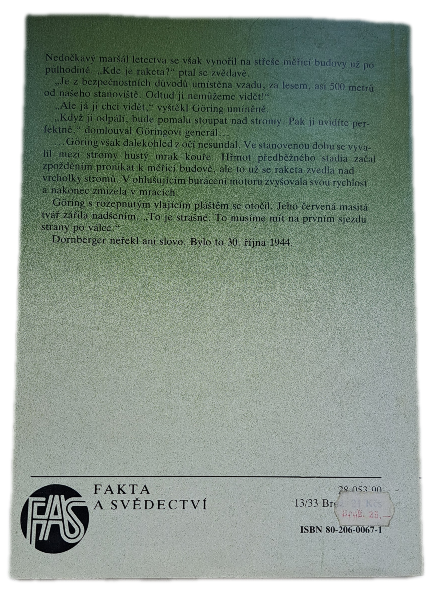 Nedočkavý maršál letectva se však vynořil na střeše měřicí budovy už po
půlhodině. „Kde je raketa?“ ptal se zvědavě.
„Je z bezpečnostních důvodů umístěna vzadu, za lesem, asi 500 metrů
od našeho stanoviště. Odtud ji nemůžeme vidět!“
„Ale já ji chci vidět,“ vyštěkl Göring umíněně.
„Když ji odpálí, bude pomalu stoupat nad stromy. Pak ji uvidíte per-
fektně,“ domlouval Göringovi generál...
„Göring však dalekohled z očí nesundal. Ve stanovenou dobu se vyva-
lil mezi stromy hustý mrak kouře. Hřmot předběžného stadia začal
zpožděním pronikat k měřicí budově, ale to už se raketa zvedla nad
vrcholky stromů. V ohlušujícím burácení motoru zvyšovala svou rychlost
a nakonec zmizela v mracích.
Göring s rozepnutým vlajícím pláštěm se otočil. Jeho červená masitá
tvář zářila nadšením. „To je strašné. To musíme mít na prvním sjezdu
strany po válce.“
Dornberger neřekl ani slovo. Bylo to 30. října 1944.
FAS
FAKTA
A SVĚDECTVÍ
28-053-90
13/33 Kčs
ISBN 80-206-0067-1